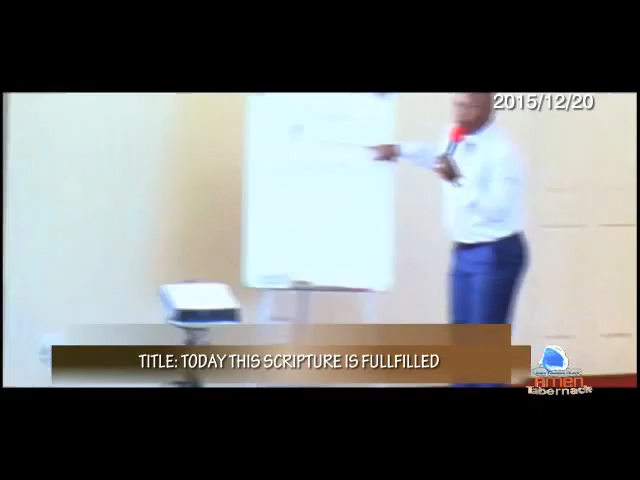 2015/12/20
TITLE: TODAY THIS SCRIPTURE IS FULLFILLED
Amen
Tabernacle